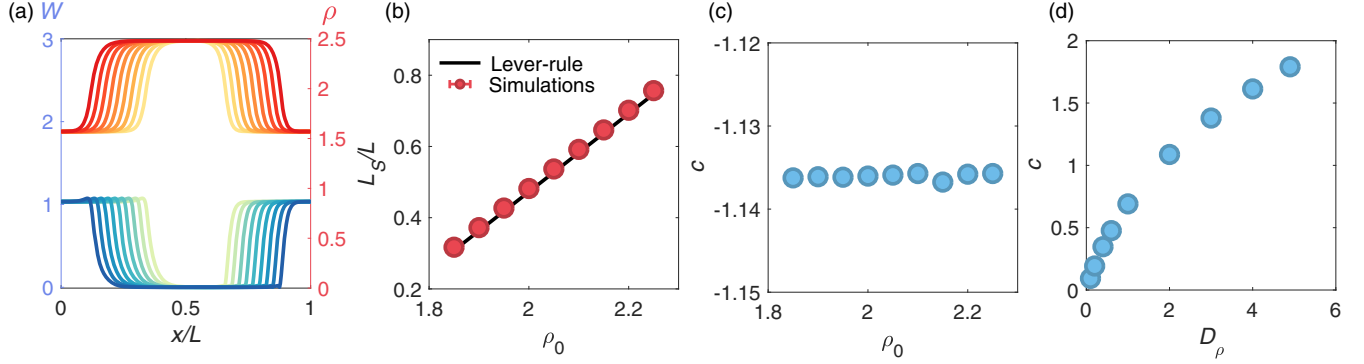 (a)
W
ρ
3
2
1
0
2.5
2
1.5
1
0.5
0
0
0.5
1
x/L
(b)
L_S/L
0.8
0.6
0.4
0.2
Lever-rule
Simulations
1.8
2
2.2
ρ_0
(c)
c
-1.12
-1.13
-1.14
-1.15
1.8
2
2.2
ρ_0
(d)
c
2
1.5
1
0.5
0
0
2
4
6
D_ρ